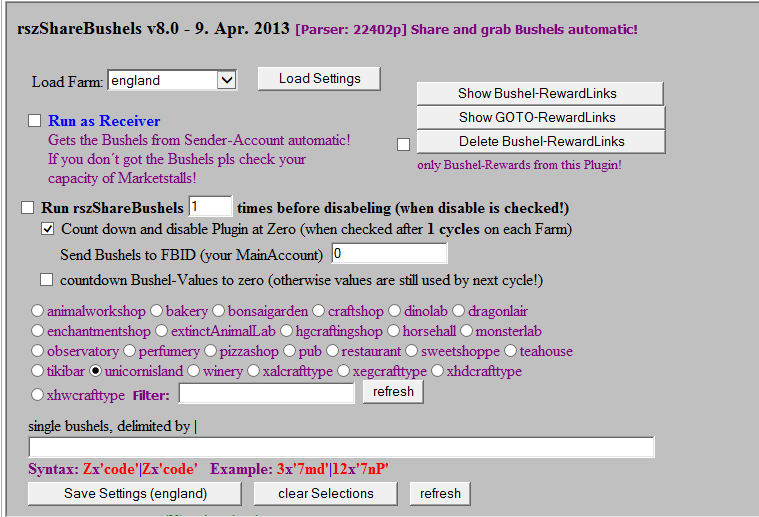 rszShareBushels v8.0 - 9. Apr. 2013 [Parser: 22402p] Share and grab Bushels automatic!
Load Farm: england Load Settings
Show Bushel-RewardLinks
Show GOTO-RewardLinks
Delete Bushel-RewardLinks
only Bushel-Rewards from this Plugin!
Run as Receiver
Gets the Bushels from Sender-Account automatic!
If you don´t got the Bushels pls check your
capacity of Marketstalls!
Run rszShareBushels 1 times before disabeling (when disable is checked!)
Count down and disable Plugin at Zero (when checked after 1 cycles on each Farm)
Send Bushels to FBID (your MainAccount) 0
countdown Bushel-Values to zero (otherwise values are still used by next cycle!)
animalworkshop bakery bonsaigarden craftshop dinolab dragonlair
enchantmentshop extinctAnimalLab hgcraftingshop horsehall monsterlab
observatory perfumery pizzashop pub restaurant sweetshoppe teahouse
tikibar unicornisland winery xalcrafttype xegcrafttype xhdcrafttype
xhwcrafttype Filter: refresh
single bushels, delimited by |
Syntax: Zx'code'|Zx'code' Example: 3x'7md'|12x'7nP'
Save Settings (england) clear Selections refresh